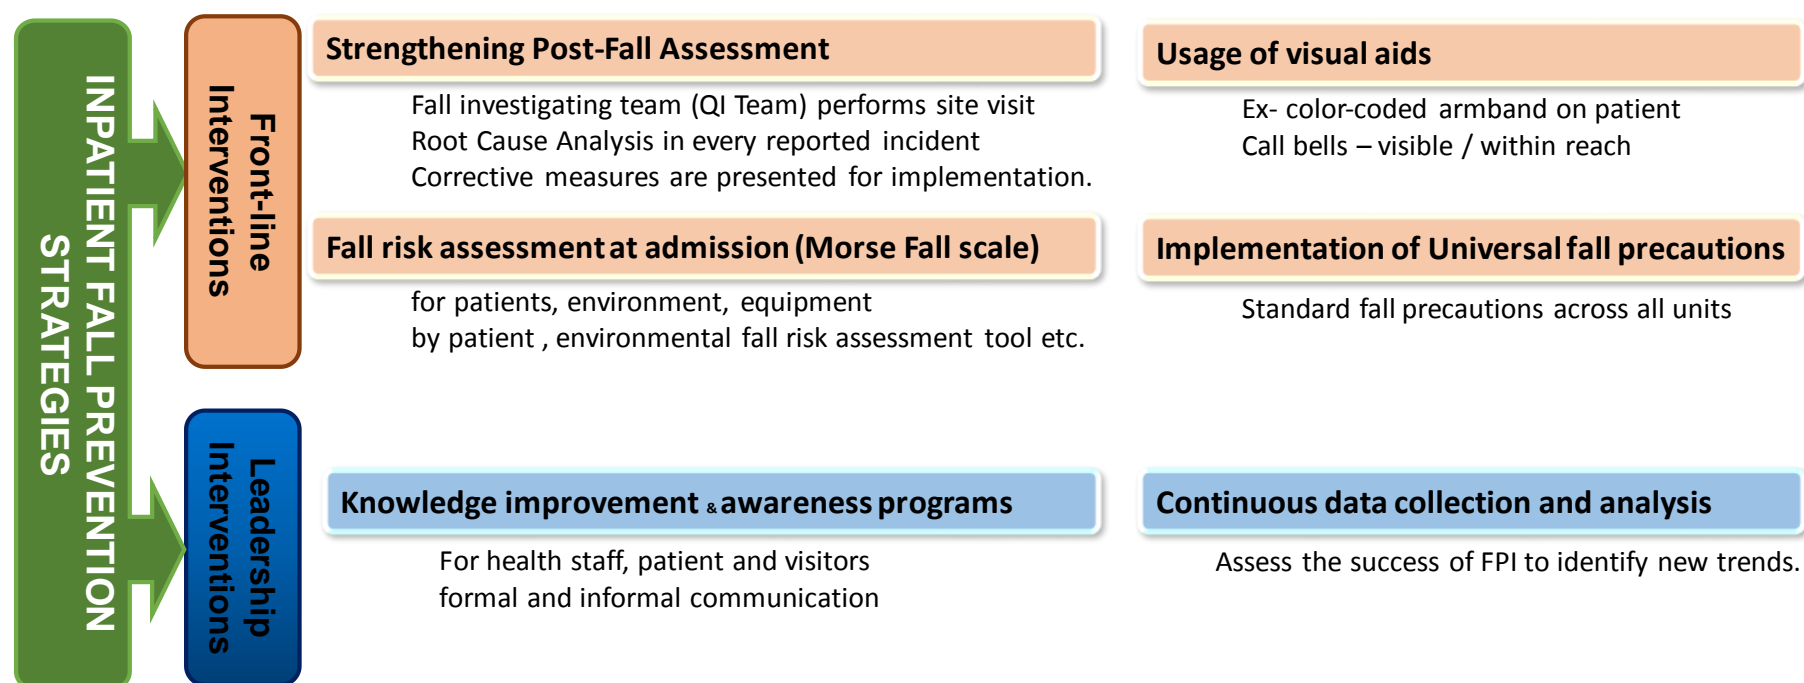 INPATIENT FALL PREVENTION
STRATEGIES
Front-line
Interventions
Strengthening Post-Fall Assessment
Fall investigating team (QI Team) performs site visit
Root Cause Analysis in every reported incident
Corrective measures are presented for implementation.
Usage of visual aids
Ex- color-coded armband on patient
Call bells – visible / within reach
Fall risk assessment at admission (Morse Fall scale)
for patients, environment, equipment
by patient , environmental fall risk assessment tool etc.
Implementation of Universal fall precautions
Standard fall precautions across all units
Leadership
Interventions
Knowledge improvement & awareness programs
For health staff, patient and visitors
formal and informal communication
Continuous data collection and analysis
Assess the success of FPI to identify new trends.